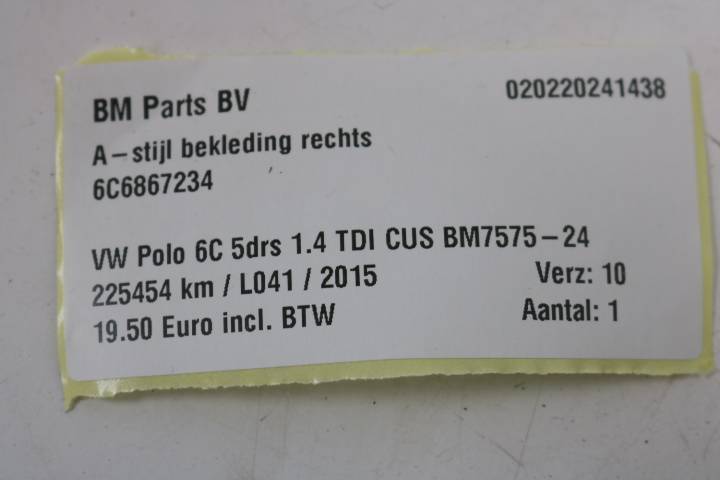 BM Parts BV 020220241438
A-stijl bekleding rechts
6C6867234
VW Polo 6C 5drs 1.4 TDI CUS BM7575-24
225454 km / L041 / 2015 Verz: 10
19.50 Euro incl. BTW Aantal: 1